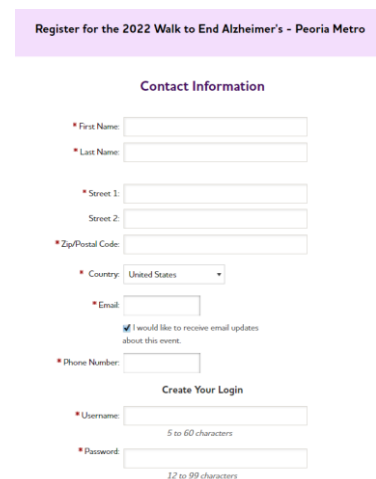 Register for the 2022 Walk to End Alzheimer's - Peoria Metro
Contact Information
* First Name:
* Last Name:
* Street 1:
Street 2:
* Zip/Postal Code:
* Country: United States
* Email:
I would like to receive email updates
about this event.
* Phone Number:
Create Your Login
* Username:
5 to 60 characters
* Password:
12 to 99 characters